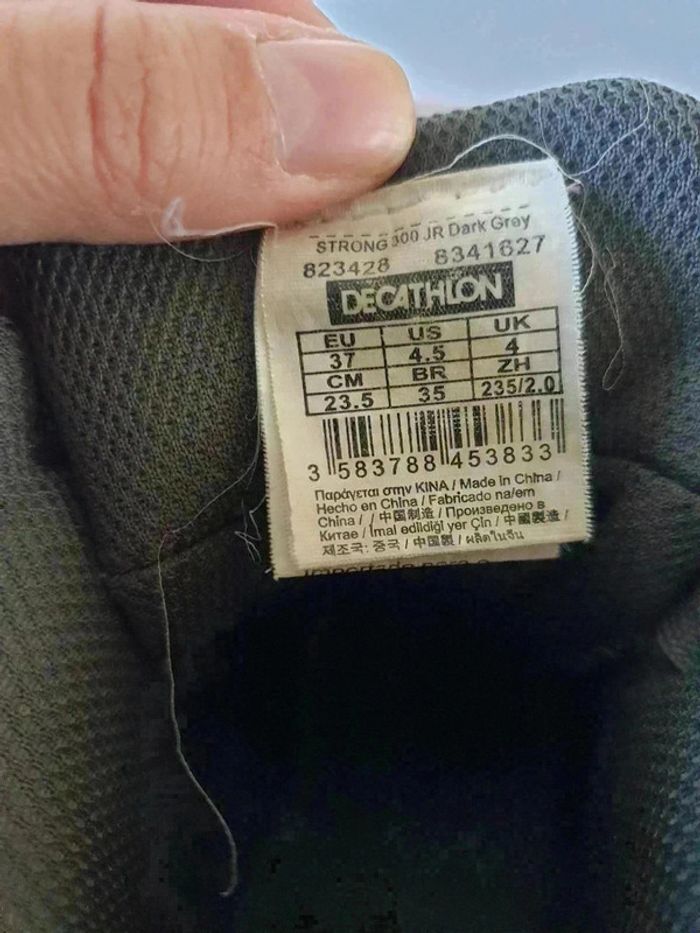 STRONG 300 JR Dark Grey
823428 8341627
DECATHLON
EU US UK
37 4.5 4
CM BR ZH
23.5 35 235/2.0
3 583788 453833
Παράγεται στην KINA / Made in China /
Hecho en China / Fabricado na/em
China / / 中国制造 / Произведено в
Китае / İmal edildiği yer Çin / 中國製造 /
제조국: 중국 / 中国製 / ผลิตในจีน